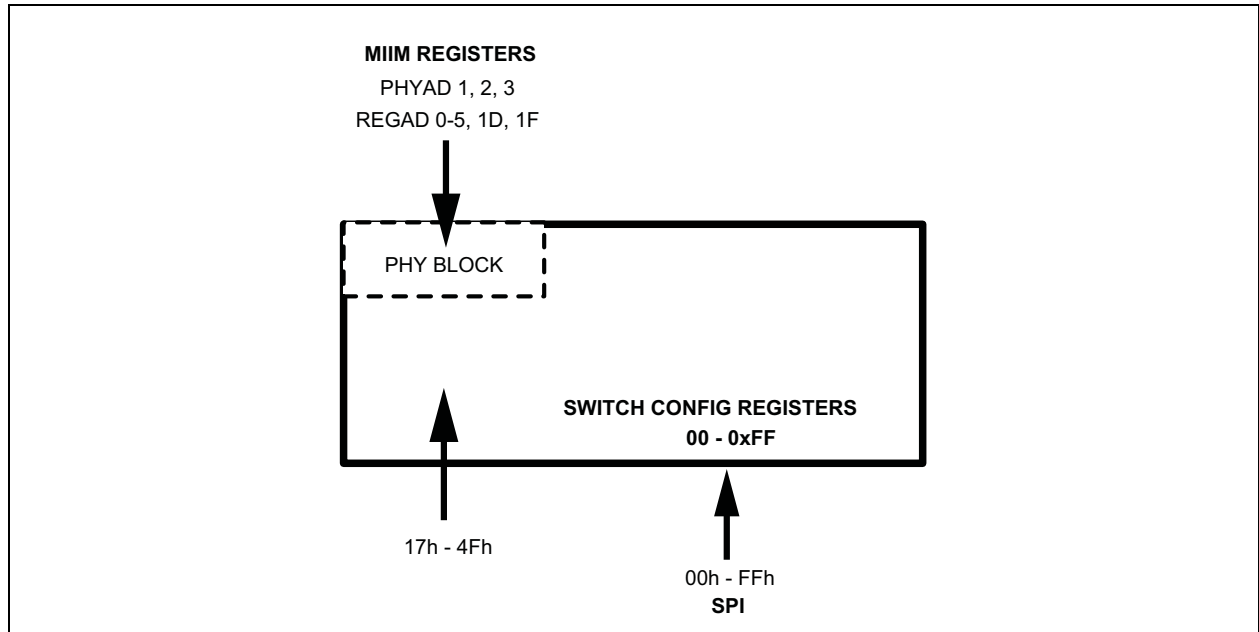 MIIM REGISTERS
PHYAD 1, 2, 3
REGAD 0-5, 1D, 1F
PHY BLOCK
SWITCH CONFIG REGISTERS
00 - 0xFF
17h - 4Fh
00h - FFh
SPI